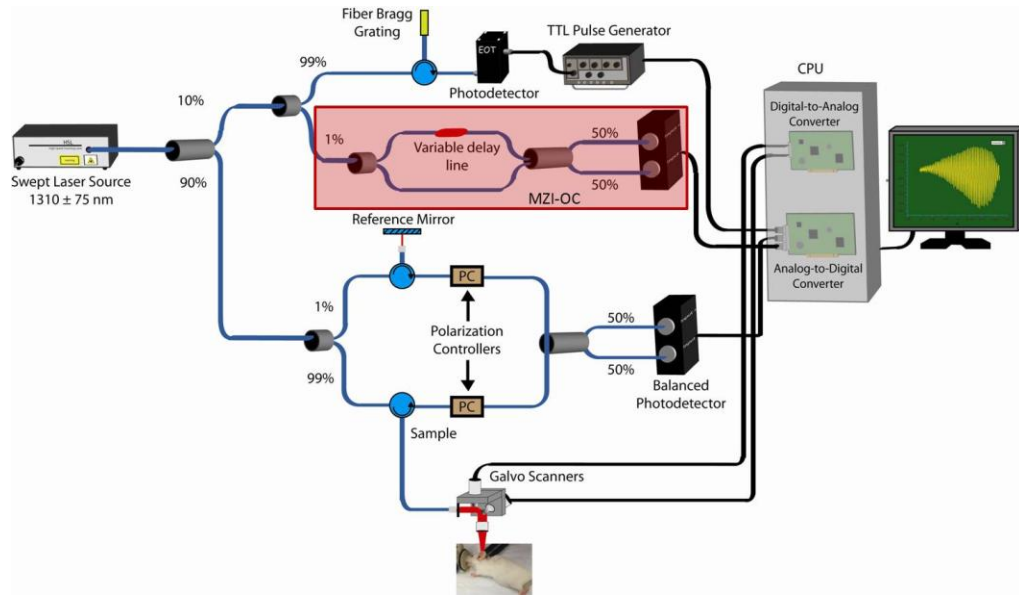 Fiber Bragg
Grating
TTL Pulse Generator
99%
EOT
CPU
Photodetector
Digital-to-Analog
Converter
10%
HSL
1%
Variable delay
line
50%
50%
MZI-OC
Swept Laser Source
1310 ± 75 nm
90%
Reference Mirror
Analog-to-Digital
Converter
PC
1%
Polarization
Controllers
50%
50%
99%
PC
Balanced
Photodetector
Sample
Galvo Scanners